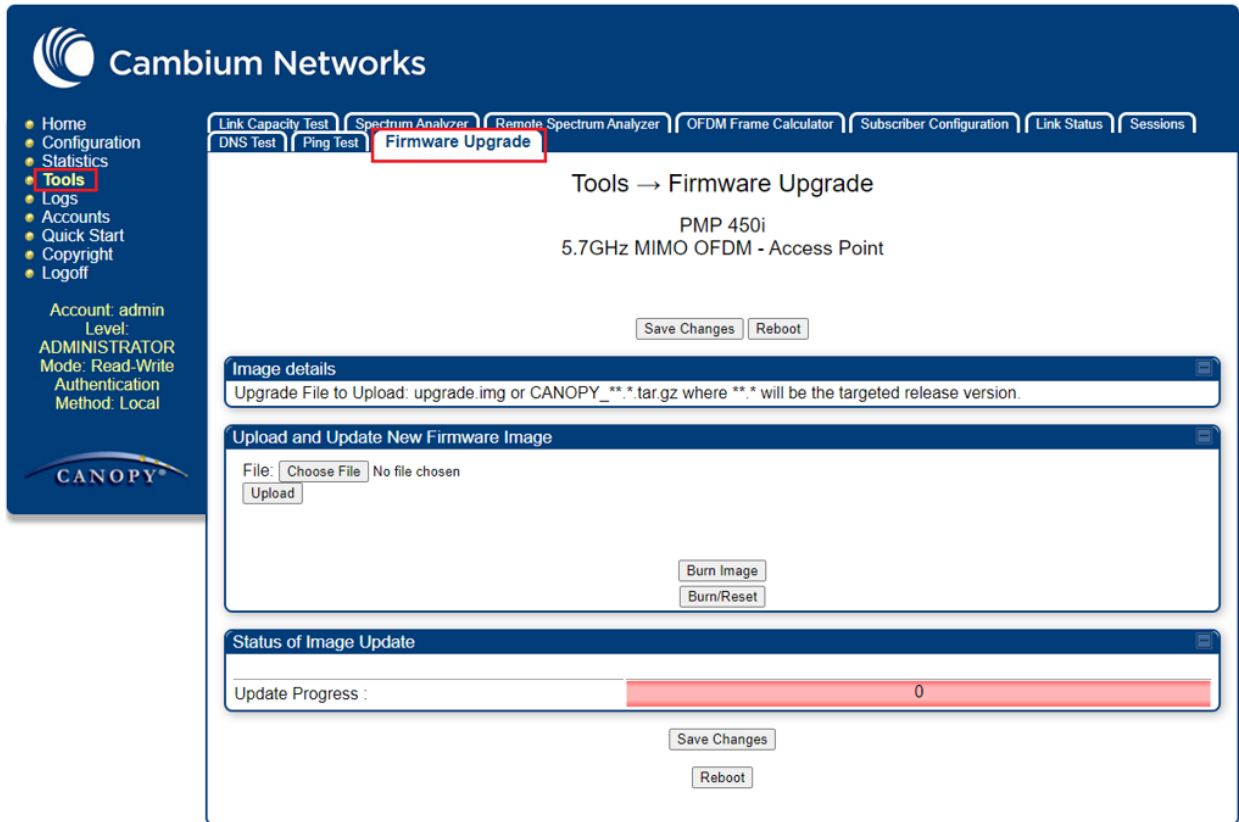 Cambium Networks
Home
Configuration
Statistics
Tools
Logs
Accounts
Quick Start
Copyright
Logoff
Account: admin
Level:
ADMINISTRATOR
Mode: Read-Write
Authentication
Method: Local
CANOPY®
Link Capacity Test Spectrum Analyzer Remote Spectrum Analyzer OFDM Frame Calculator Subscriber Configuration Link Status Sessions
DNS Test Ping Test Firmware Upgrade
Tools → Firmware Upgrade
PMP 450i
5.7GHz MIMO OFDM - Access Point
Save Changes Reboot
Image details
Upgrade File to Upload: upgrade.img or CANOPY_**.*.tar.gz where **.* will be the targeted release version.
Upload and Update New Firmware Image
File: Choose File No file chosen
Upload
Burn Image
Burn/Reset
Status of Image Update
Update Progress : 0
Save Changes
Reboot